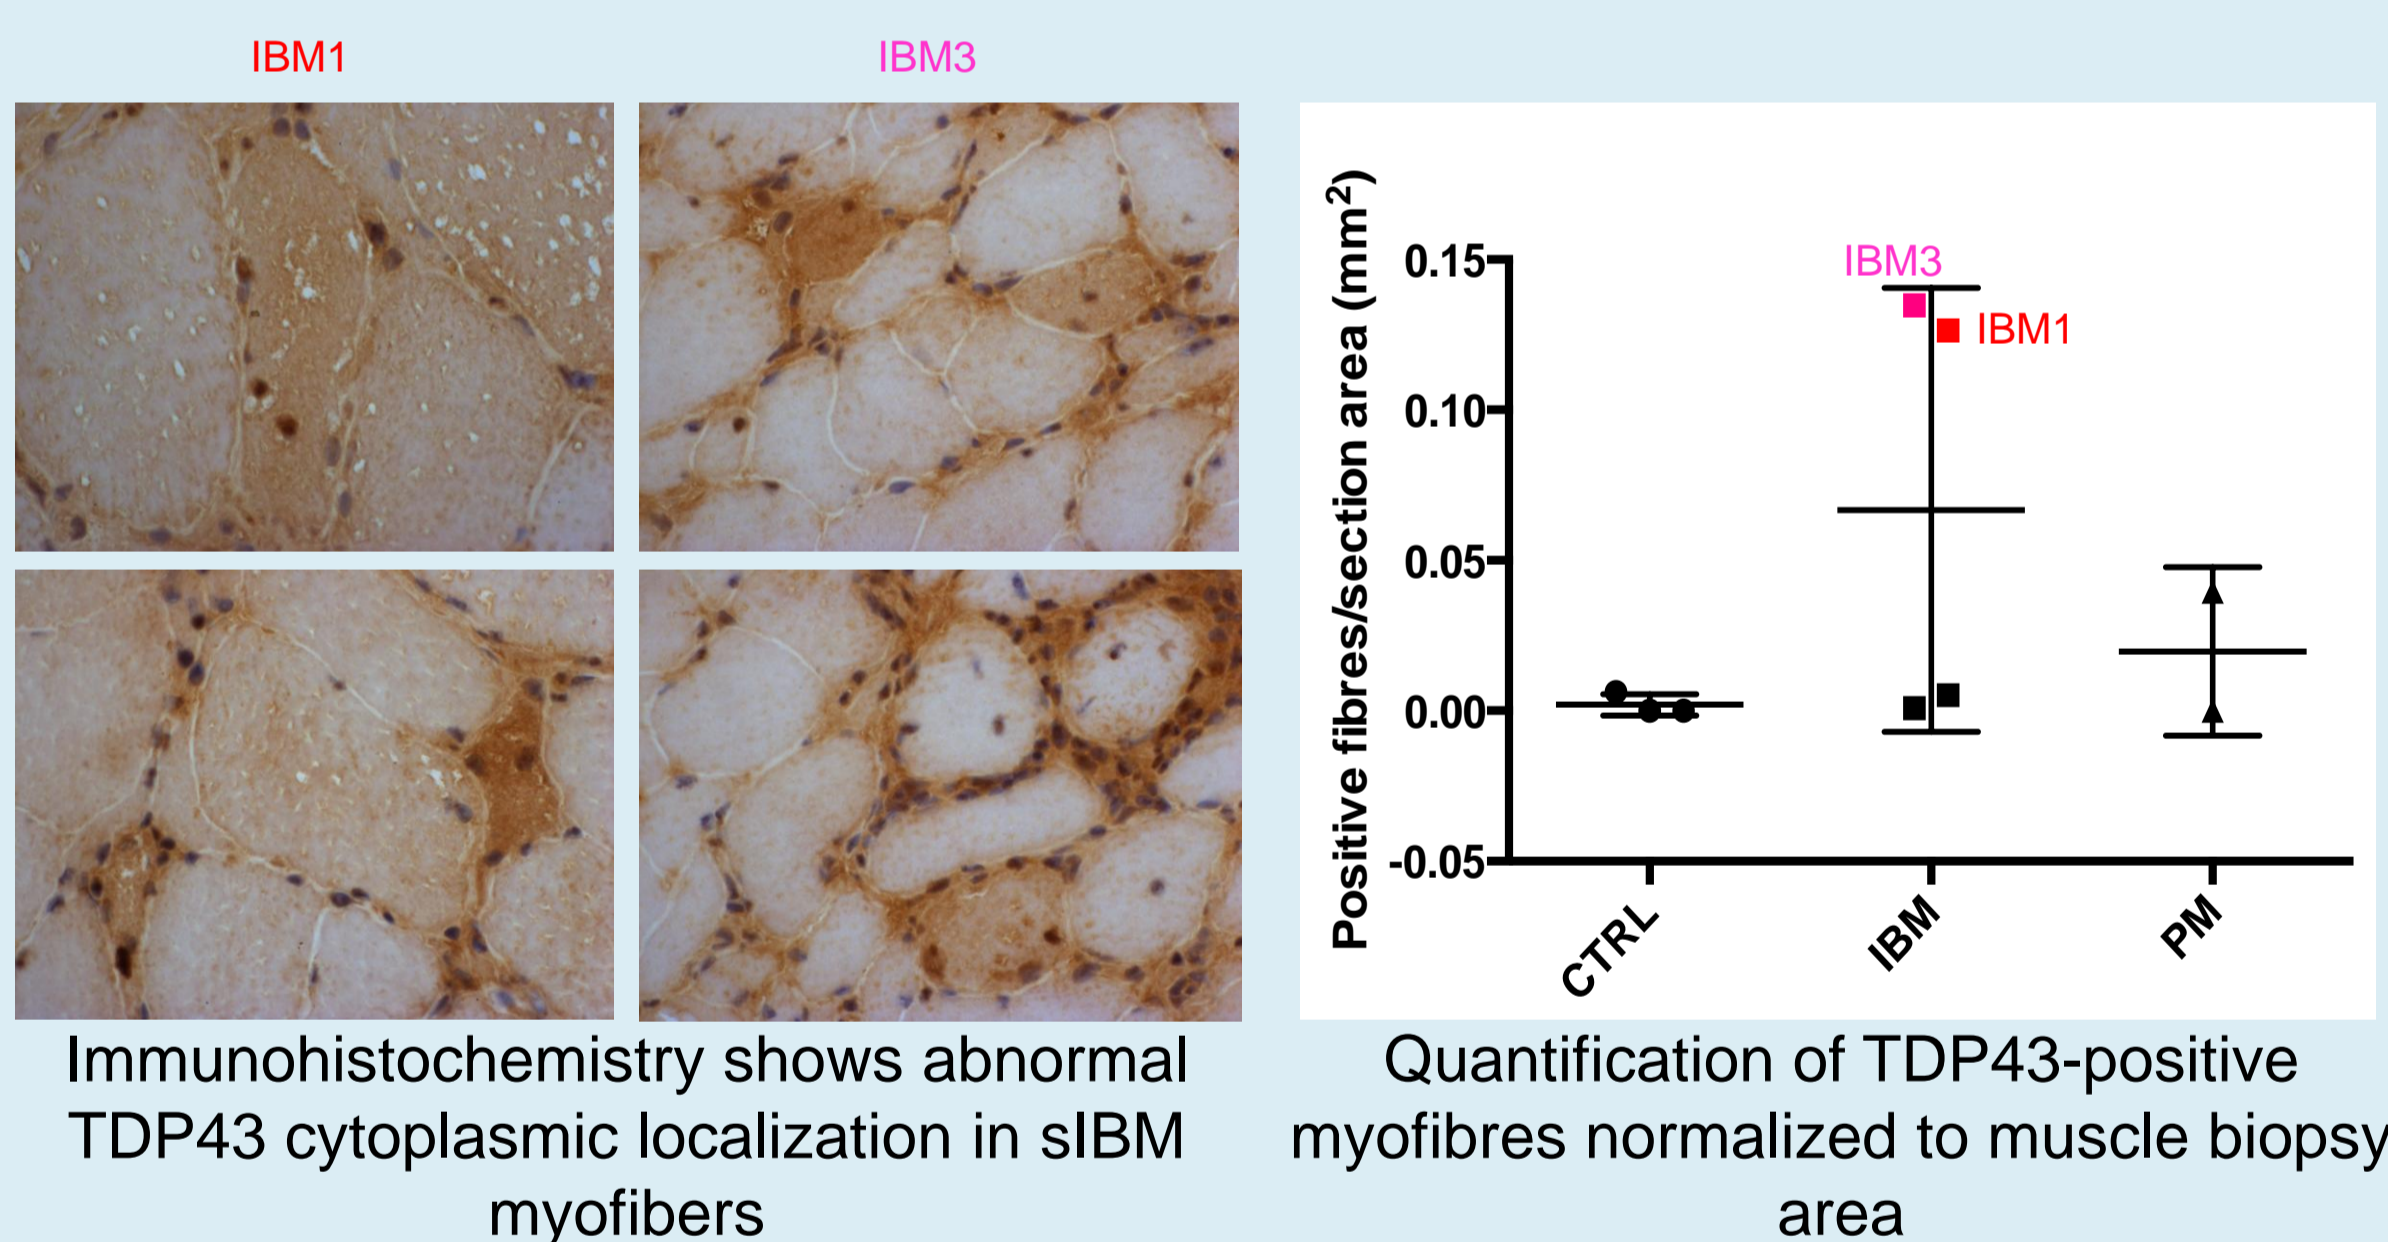 IBM1
IBM3
Positive fibres/section area (mm²)
0.15
0.10
0.05
0.00
-0.05
IBM3
IBM1
CTRL
IBM
PM
Immunohistochemistry shows abnormal
TDP43 cytoplasmic localization in sIBM
myofibers
Quantification of TDP43-positive
myofibres normalized to muscle biopsy
area